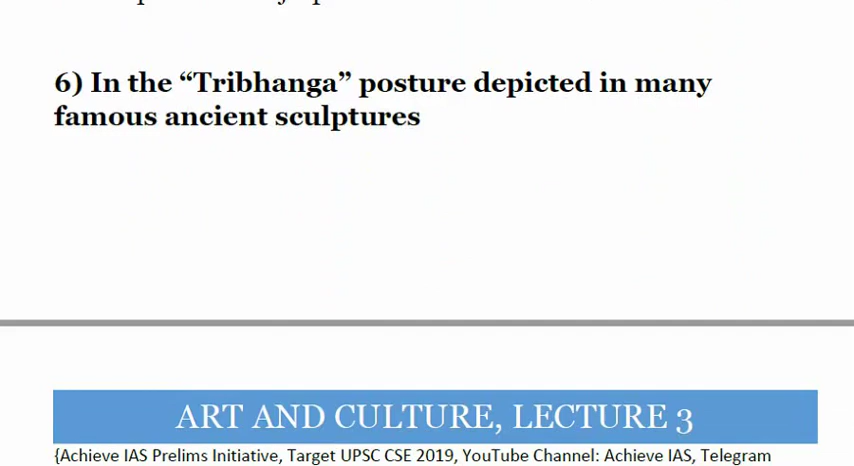 6) In the “Tribhanga” posture depicted in many
famous ancient sculptures
ART AND CULTURE, LECTURE 3
{Achieve IAS Prelims Initiative, Target UPSC CSE 2019, YouTube Channel: Achieve IAS, Telegram